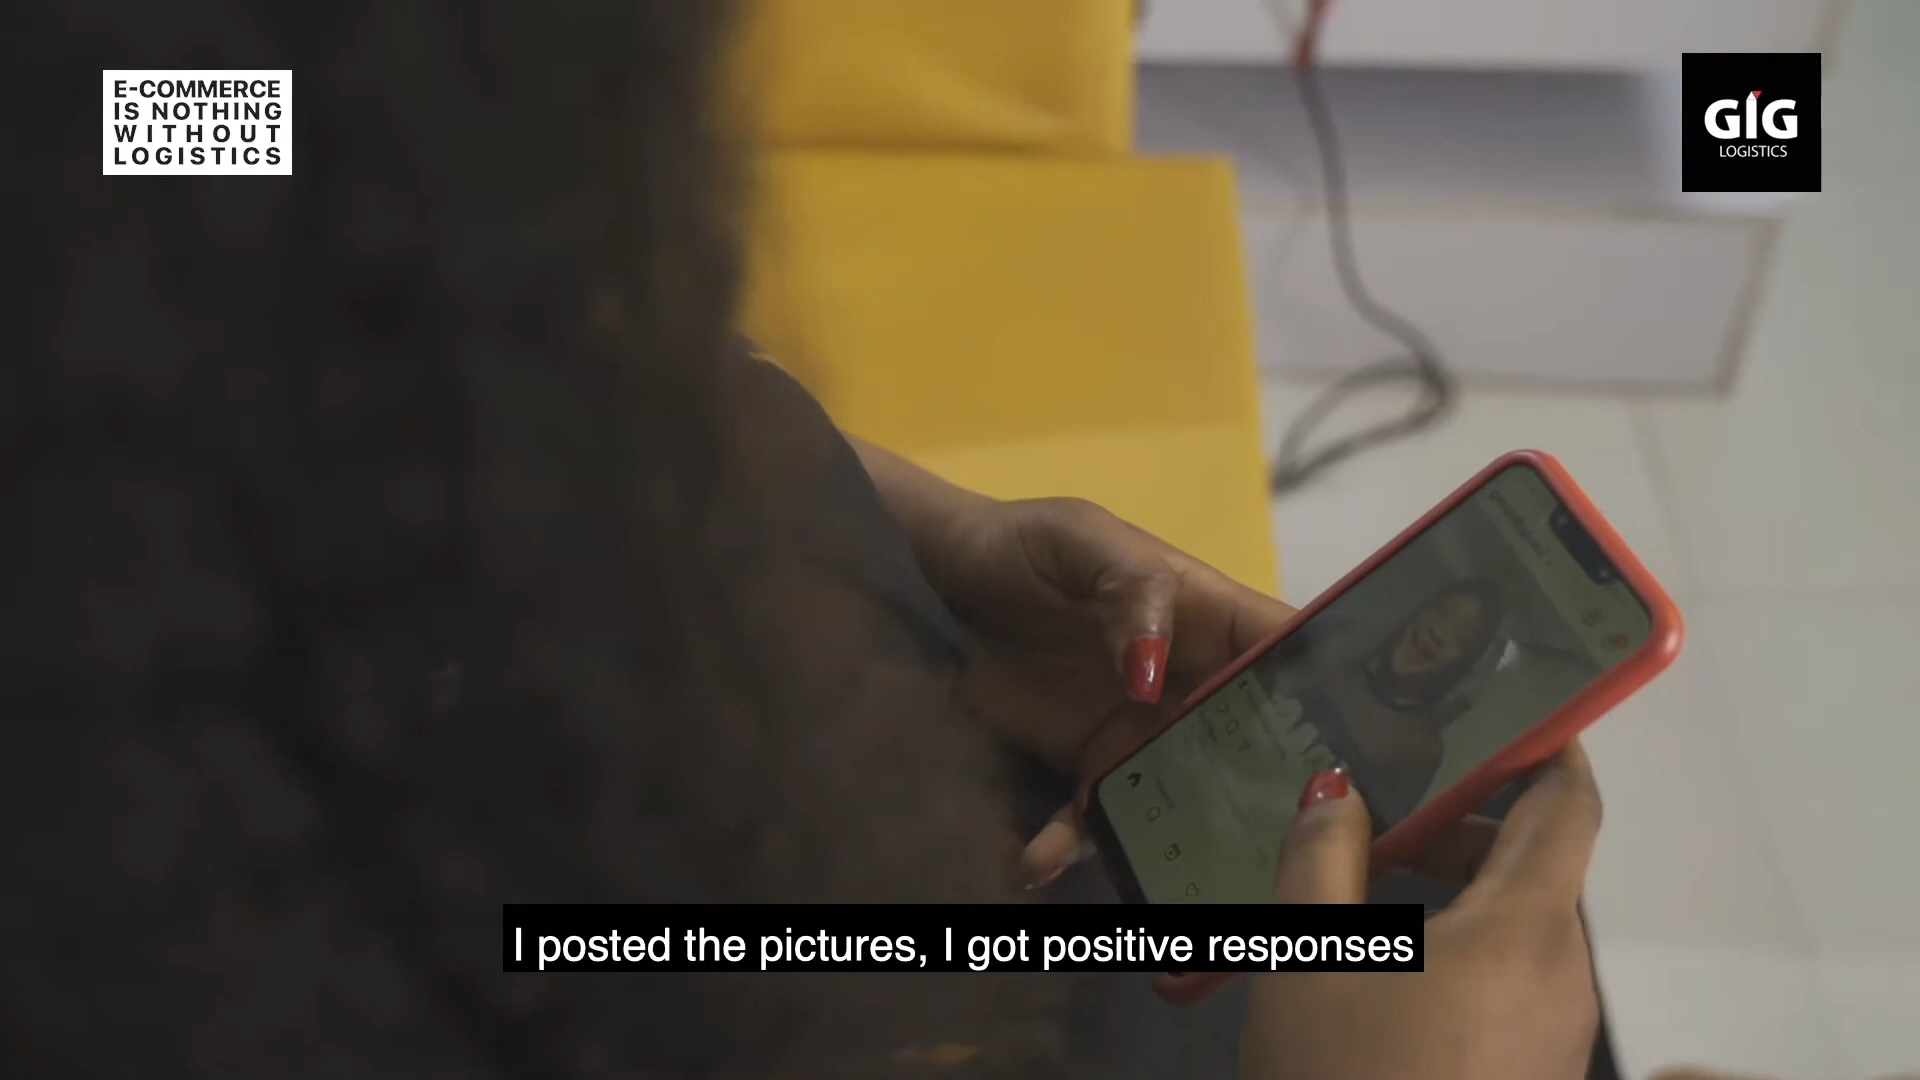 E-COMMERCE
IS NOTHING
WITHOUT
LOGISTICS
GIG
LOGISTICS
I posted the pictures, I got positive responses